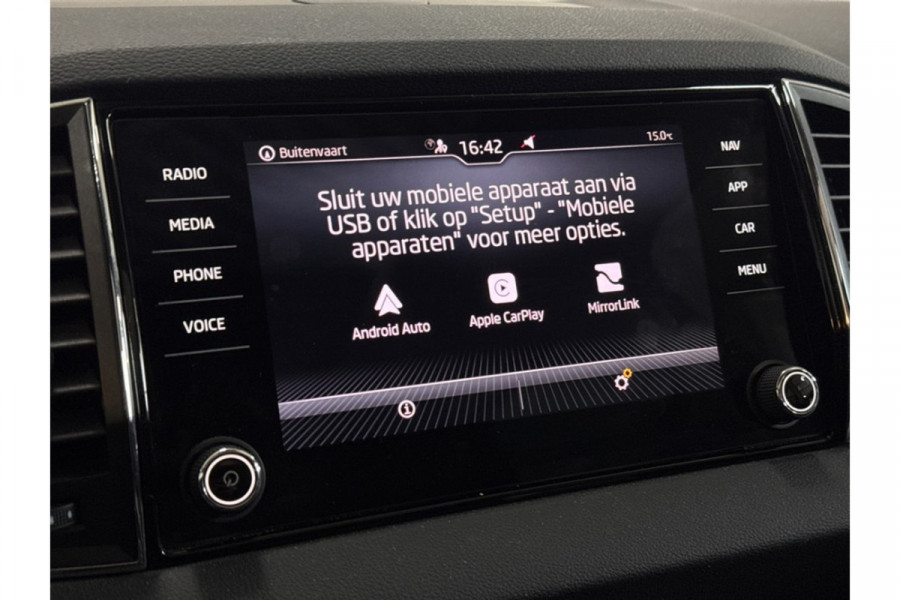 Buitenvaart 16:42 15.0℃
RADIO
MEDIA
PHONE
VOICE
Sluit uw mobiele apparaat aan via
USB of klik op "Setup" - "Mobiele
apparaten" voor meer opties.
Android Auto Apple CarPlay MirrorLink
NAV
APP
CAR
MENU